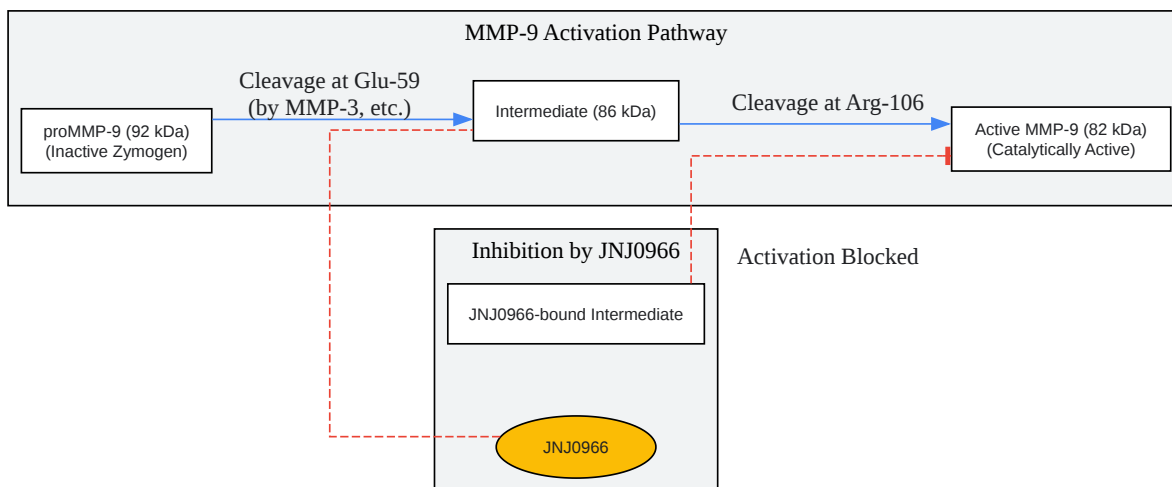 MMP-9 Activation Pathway
Cleavage at Glu-59
(by MMP-3, etc.)
Cleavage at Arg-106
proMMP-9 (92 kDa)
(Inactive Zymogen)
Intermediate (86 kDa)
Active MMP-9 (82 kDa)
(Catalytically Active)
Inhibition by JNJ0966
Activation Blocked
JNJ0966-bound Intermediate
JNJ0966